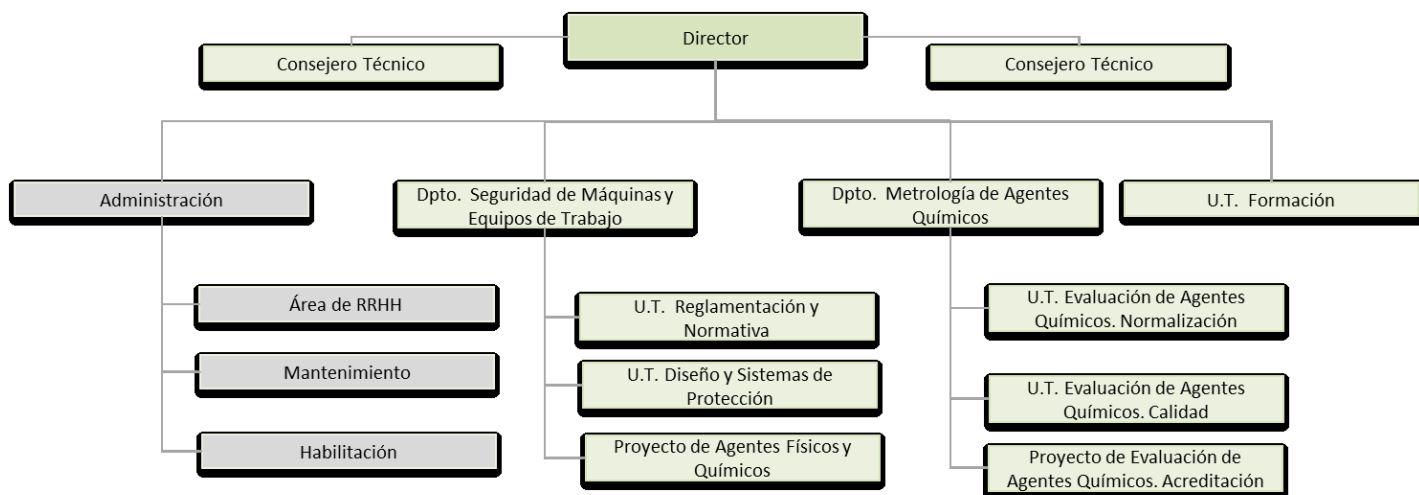 Director
Consejero Técnico
Consejero Técnico
Administración
Dpto. Seguridad de Máquinas y
Equipos de Trabajo
Dpto. Metrología de Agentes
Químicos
U.T. Formación
Área de RRHH
Mantenimiento
Habilitación
U.T. Reglamentación y
Normativa
U.T. Diseño y Sistemas de
Protección
Proyecto de Agentes Físicos y
Químicos
U.T. Evaluación de Agentes
Químicos. Normalización
U.T. Evaluación de Agentes
Químicos. Calidad
Proyecto de Evaluación de
Agentes Químicos. Acreditación